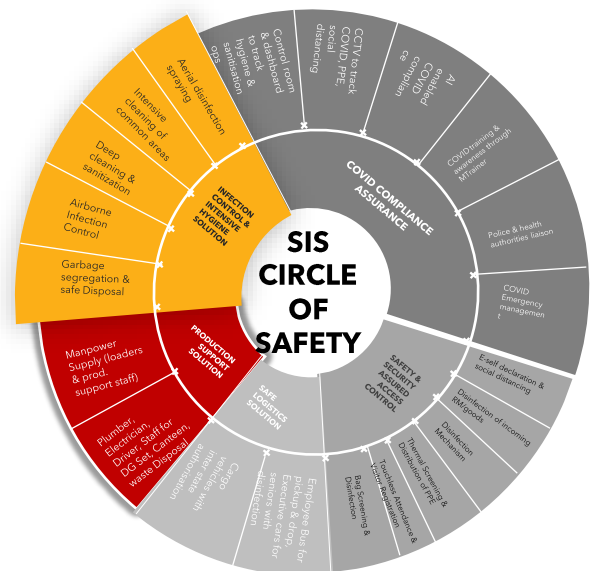 SIS
CIRCLE
OF
SAFETY
COVID COMPLIANCE
ASSURANCE
Control room
& dashboard
to track
hygiene &
sanitisation
ops
CCTV to track
COVID, PPE,
social
distancing
AI
enabled
COVID
complian
ce
COVID training &
awareness through
MTrainer
Police & health
authorities liaison
COVID
Emergency
managemen
t
SAFETY &
SECURITY
ASSURED
ACCESS
CONTROL
E-self declaration &
social distancing
Disinfection of incoming
RM/goods
Disinfection
Mechanism
Thermal Screening &
Distribution of PPE
Touchless Attendance &
Visitor Registration
Bag Screening &
Disinfection
SAFE
LOGISTICS
SOLUTION
Employee Bus for
pickup & drop,
Executive cars for
seniors with
disinfection
Cargo
vehicles with
inter state
authorisation
PRODUCTION
SUPPORT
SOLUTION
Plumber,
Electrician,
Driver, Staff for
DG Set, Canteen,
waste Disposal
Manpower
Supply (loaders
& prod.
support staff)
INFECTION
CONTROL &
INTENSIVE
HYGIENE
SOLUTION
Garbage
segregation &
safe Disposal
Airborne
Infection
Control
Deep
cleaning &
sanitization
Intensive
cleaning of
common areas
Aerial disinfection
spraying